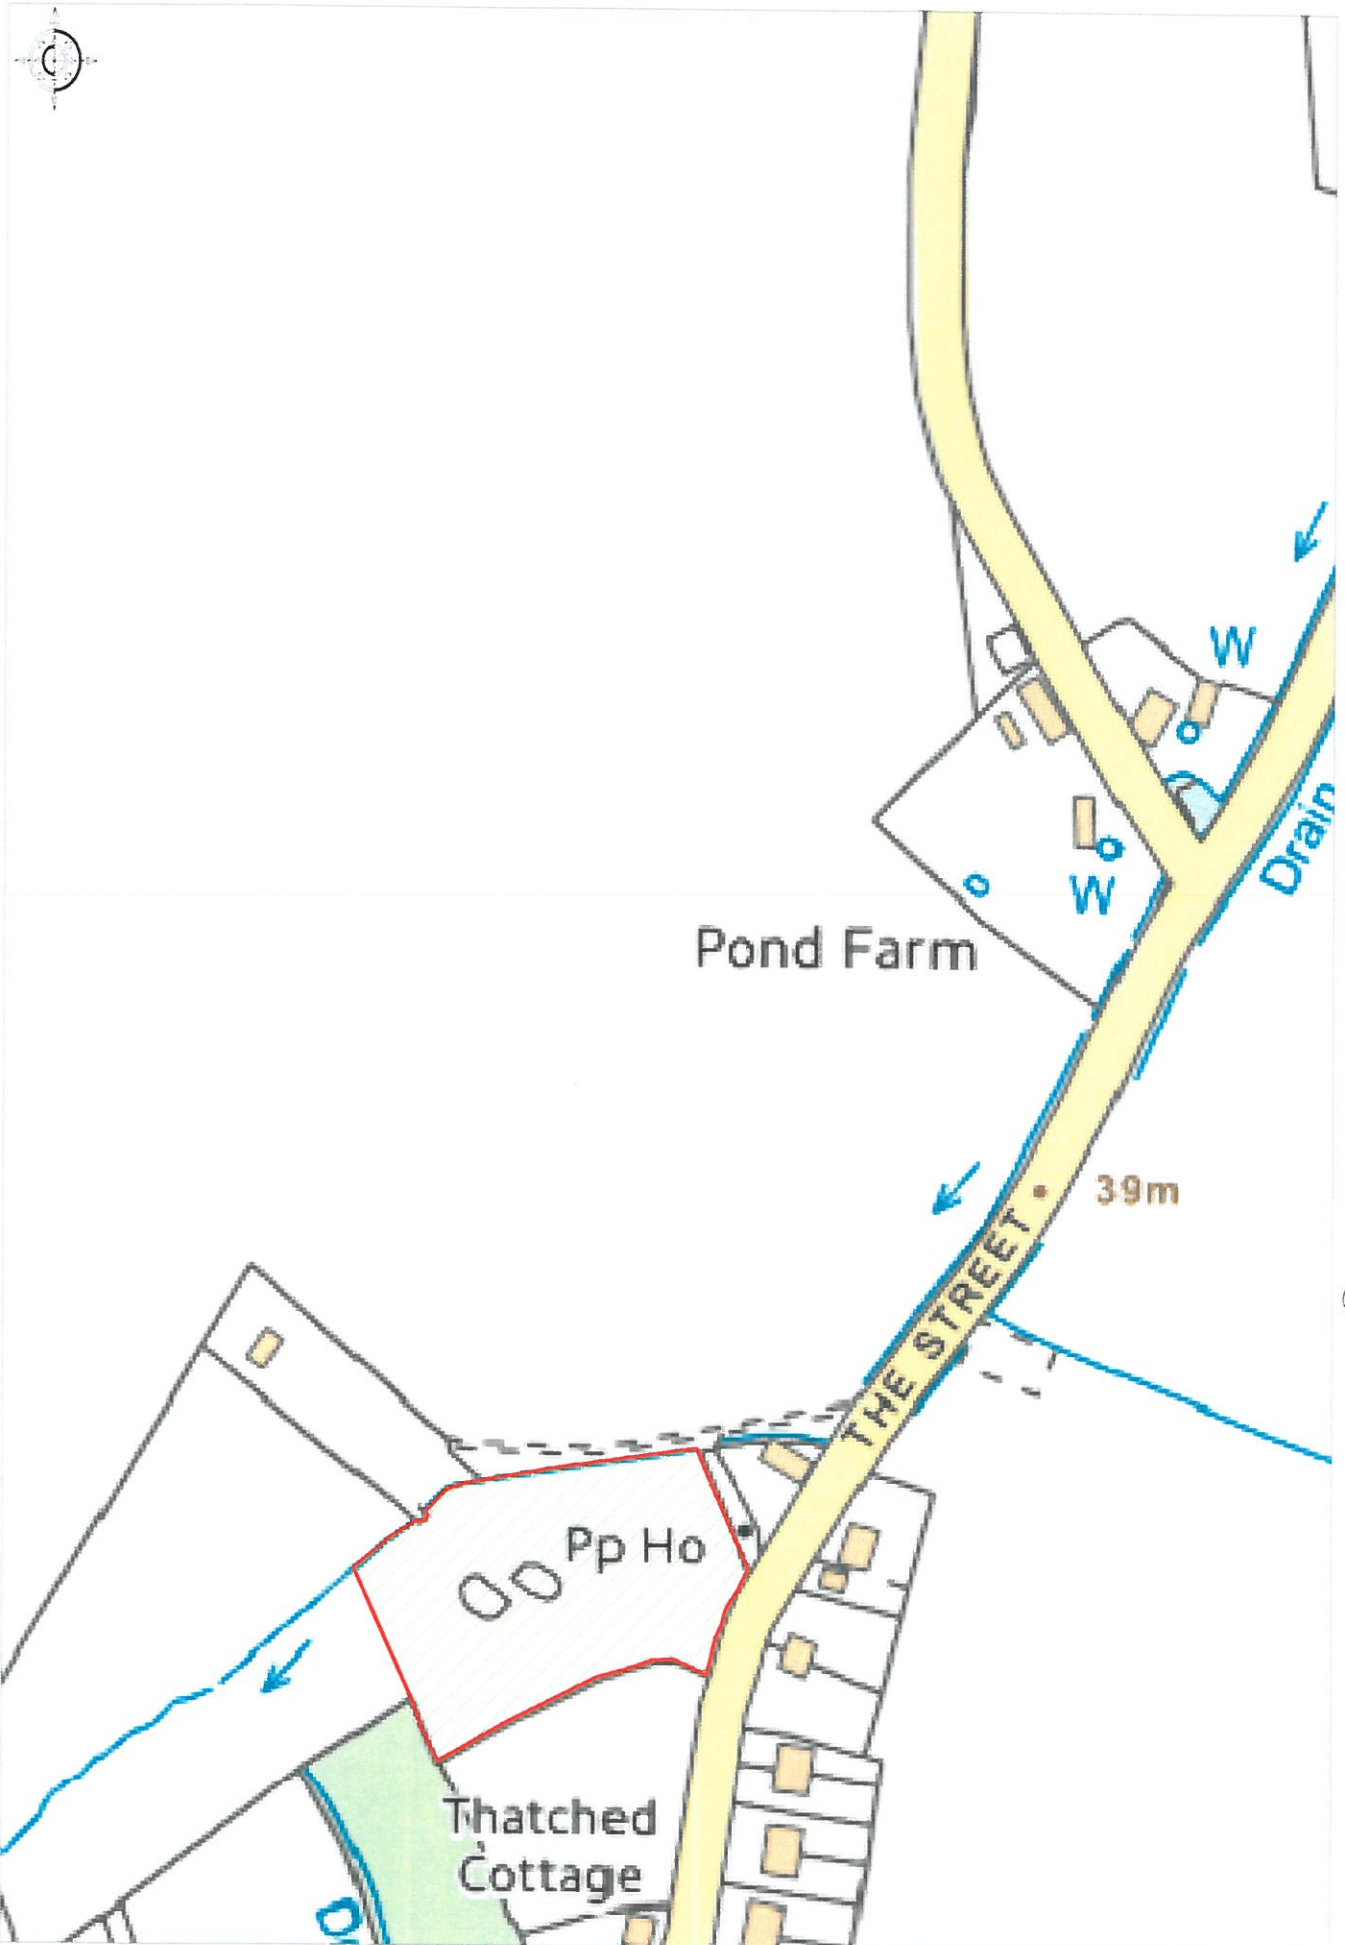 W
Drain
W
Pond Farm
39m
THE STREET
Pp Ho
Thatched
Cottage